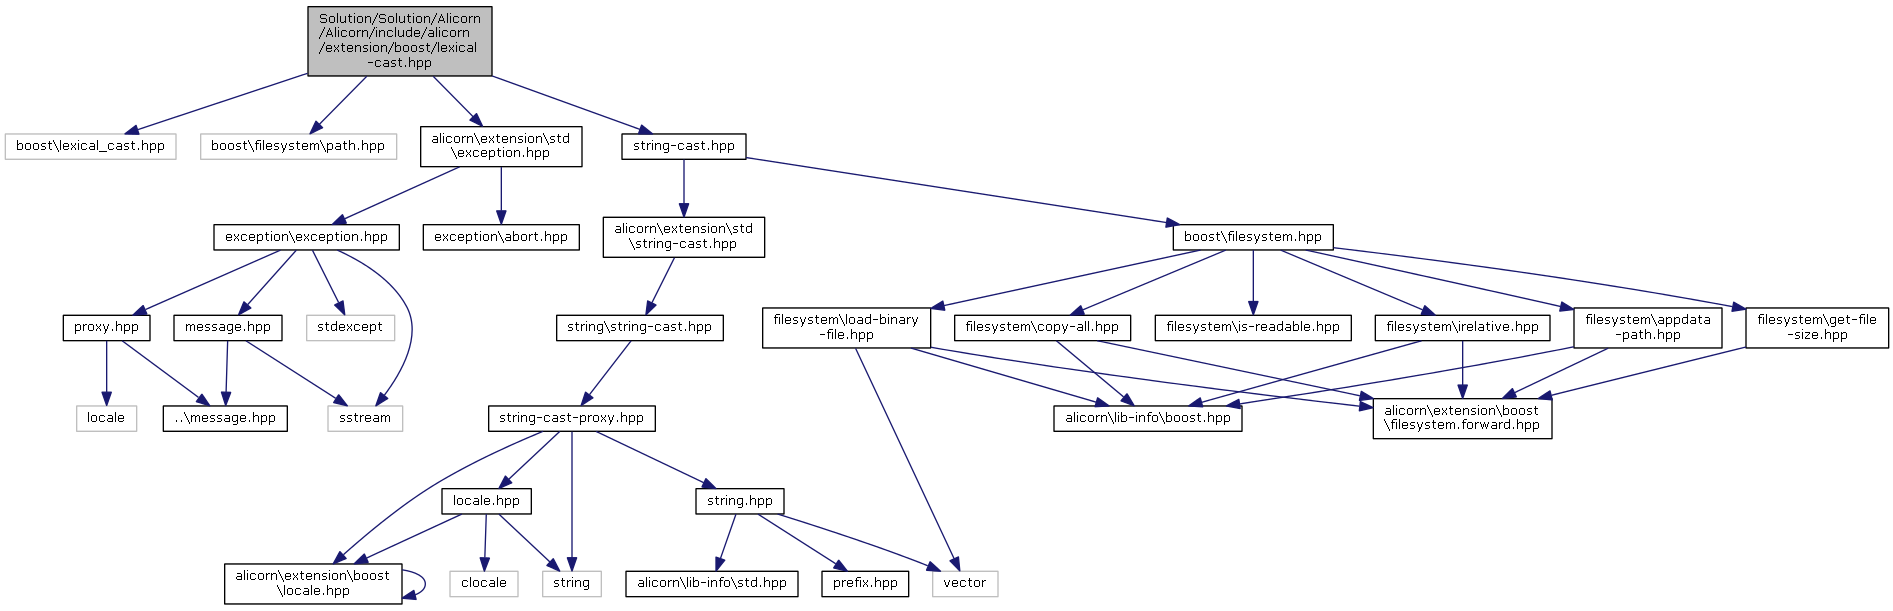 Solution/Solution/Alicorn
/Alicorn/include/alicorn
/extension/boost/lexical
-cast.hpp
boost\lexical_cast.hpp
boost\filesystem\path.hpp
alicorn\extension\std
\exception.hpp
string-cast.hpp
exception\exception.hpp
exception\abort.hpp
alicorn\extension\std
\string-cast.hpp
boost\filesystem.hpp
proxy.hpp
message.hpp
stdexcept
string\string-cast.hpp
filesystem\load-binary
-file.hpp
filesystem\copy-all.hpp
filesystem\is-readable.hpp
filesystem\irelative.hpp
filesystem\appdata
-path.hpp
filesystem\get-file
-size.hpp
locale
..\message.hpp
sstream
string-cast-proxy.hpp
alicorn\lib-info\boost.hpp
alicorn\extension\boost
\filesystem.forward.hpp
locale.hpp
string.hpp
alicorn\extension\boost
\locale.hpp
clocale
string
alicorn\lib-info\std.hpp
prefix.hpp
vector